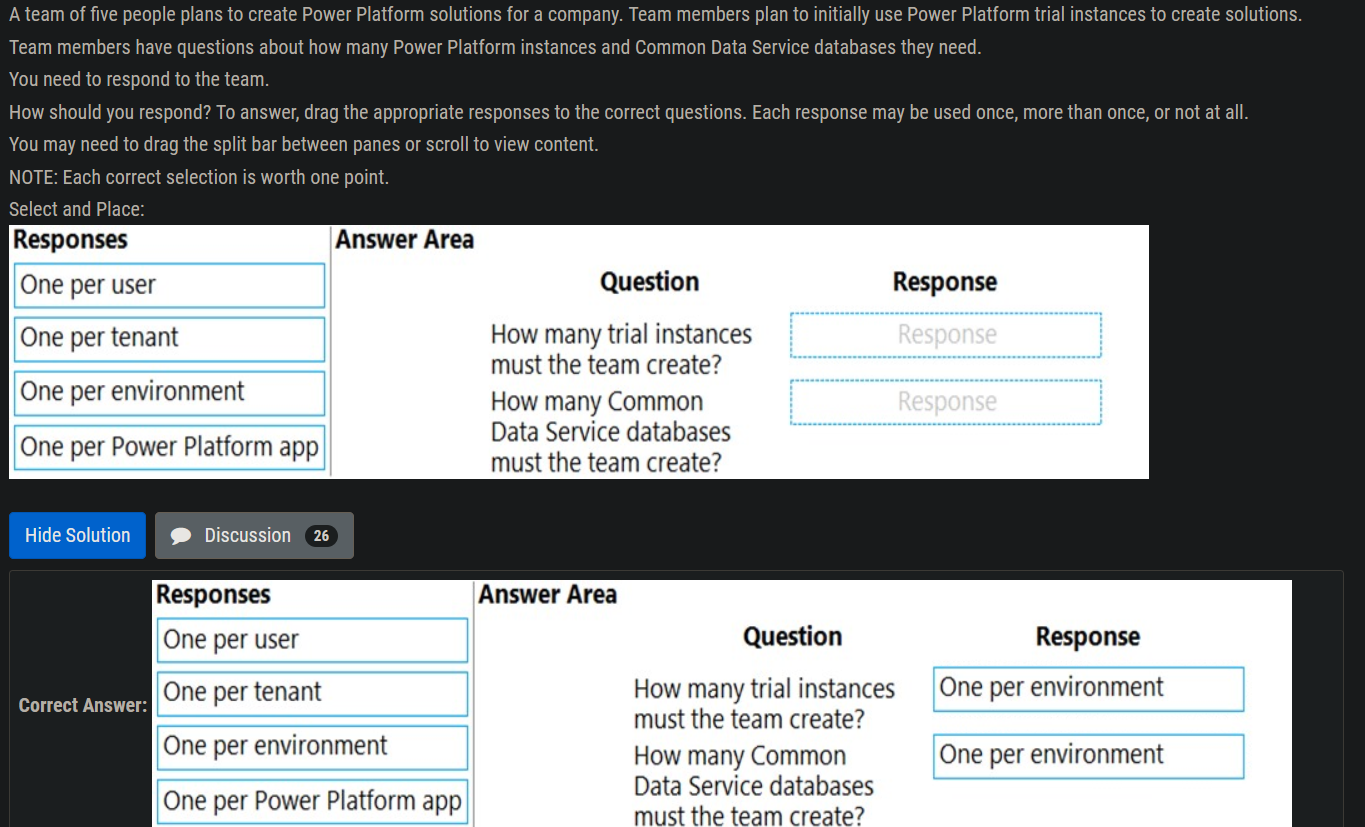 A team of five people plans to create Power Platform solutions for a company. Team members plan to initially use Power Platform trial instances to create solutions.
Team members have questions about how many Power Platform instances and Common Data Service databases they need.
You need to respond to the team.
How should you respond? To answer, drag the appropriate responses to the correct questions. Each response may be used once, more than once, or not at all.
You may need to drag the split bar between panes or scroll to view content.
NOTE: Each correct selection is worth one point.
Select and Place:
Responses
One per user
One per tenant
One per environment
One per Power Platform app
Answer Area
Question
Response
How many trial instances
must the team create?
Response
How many Common
Data Service databases
must the team create?
Response
Hide Solution
Discussion 26
Correct Answer:
Responses
One per user
One per tenant
One per environment
One per Power Platform app
Answer Area
Question
Response
How many trial instances
must the team create?
One per environment
How many Common
Data Service databases
must the team create?
One per environment